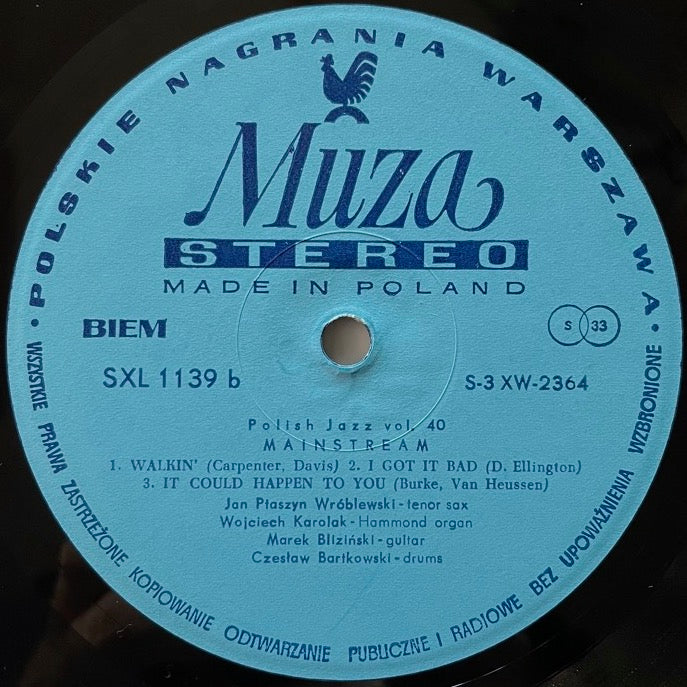 • POLSKIE NAGRANIA WARSZAWA •
Muza
STEREO
MADE IN POLAND
BIEM
S 33
SXL 1139 b
S-3 XW-2364
Polish Jazz vol. 40
MAINSTREAM
1. WALKIN' (Carpenter, Davis) 2. I GOT IT BAD (D. Ellington)
3. IT COULD HAPPEN TO YOU (Burke, Van Heussen)
Jan Ptaszyn Wróblewski - tenor sax
Wojciech Karolak - Hammond organ
Marek Bliziński - guitar
Czesław Bartkowski - drums
WSZYSTKIE PRAWA ZASTRZEŻONE KOPIOWANIE ODTWARZANIE PUBLICZNE I RADIOWE BEZ UPOWAŻNIENIA WZBRONIONE